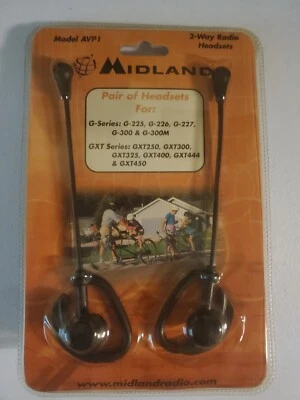 Model AVP1
2-Way Radio
Headsets
MIDLAND
Pair of Headsets
For:
G-Series: G-225, G-226, G-227,
G-300 & G-300M
GXT Series: GXT250, GXT300,
GXT325, GXT400, GXT444
& GXT450
www.midlandradio.com